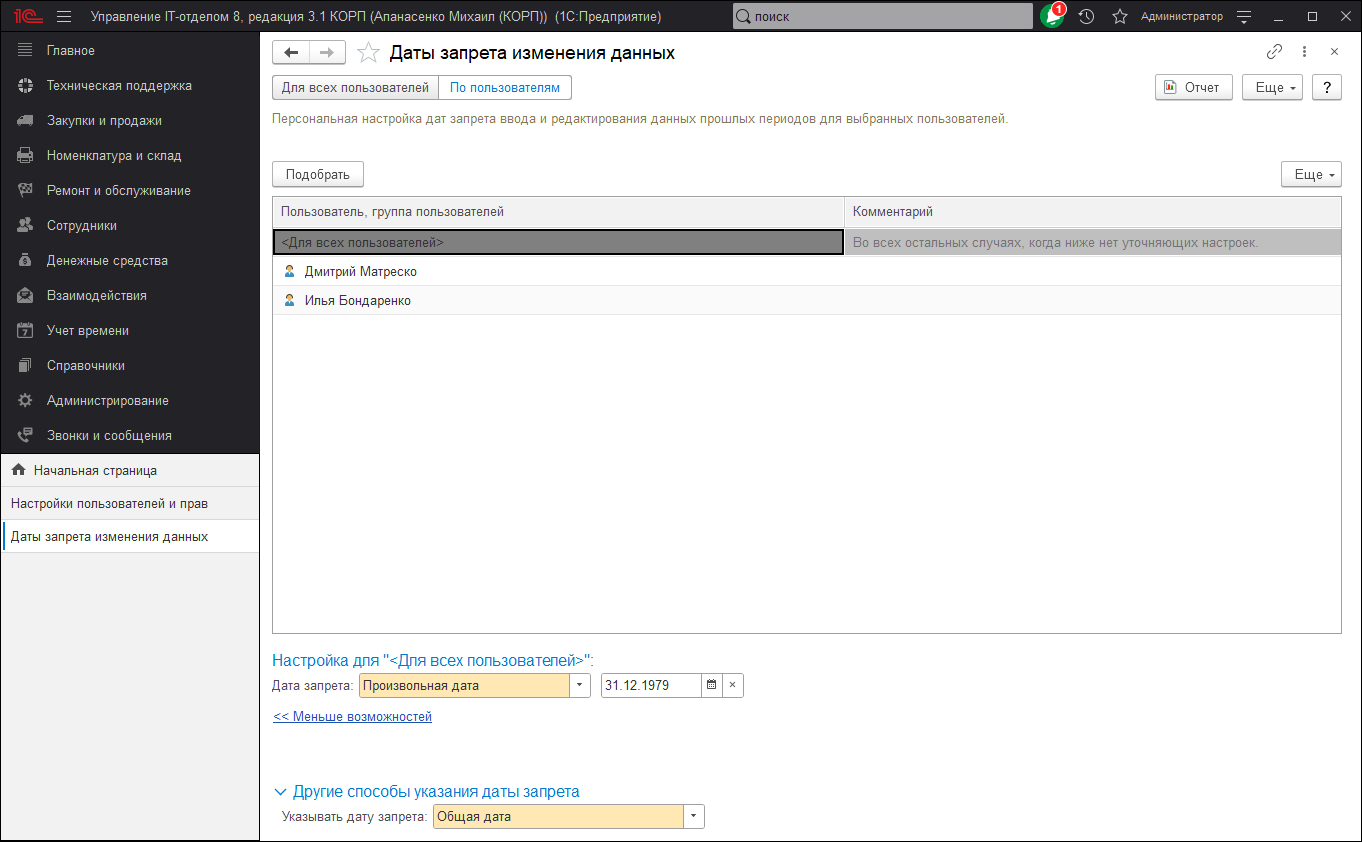 1С Управление IT-отделом 8, редакция 3.1 КОРП (Апанасенко Михаил (КОРП)) (1С:Предприятие) поиск 1 Администратор
Главное
Техническая поддержка
Закупки и продажи
Номенклатура и склад
Ремонт и обслуживание
Сотрудники
Денежные средства
Взаимодействия
7 Учет времени
Справочники
Администрирование
Звонки и сообщения
Начальная страница
Настройки пользователей и прав
Даты запрета изменения данных
Даты запрета изменения данных
Для всех пользователей По пользователям Отчет Еще ?
Персональная настройка дат запрета ввода и редактирования данных прошлых периодов для выбранных пользователей.
Подобрать Еще
Пользователь, группа пользователей Комментарий
<Для всех пользователей> Во всех остальных случаях, когда ниже нет уточняющих настроек.
Дмитрий Матреско
Илья Бондаренко
Настройка для "<Для всех пользователей>":
Дата запрета: Произвольная дата 31.12.1979
<< Меньше возможностей
Другие способы указания даты запрета
Указывать дату запрета: Общая дата